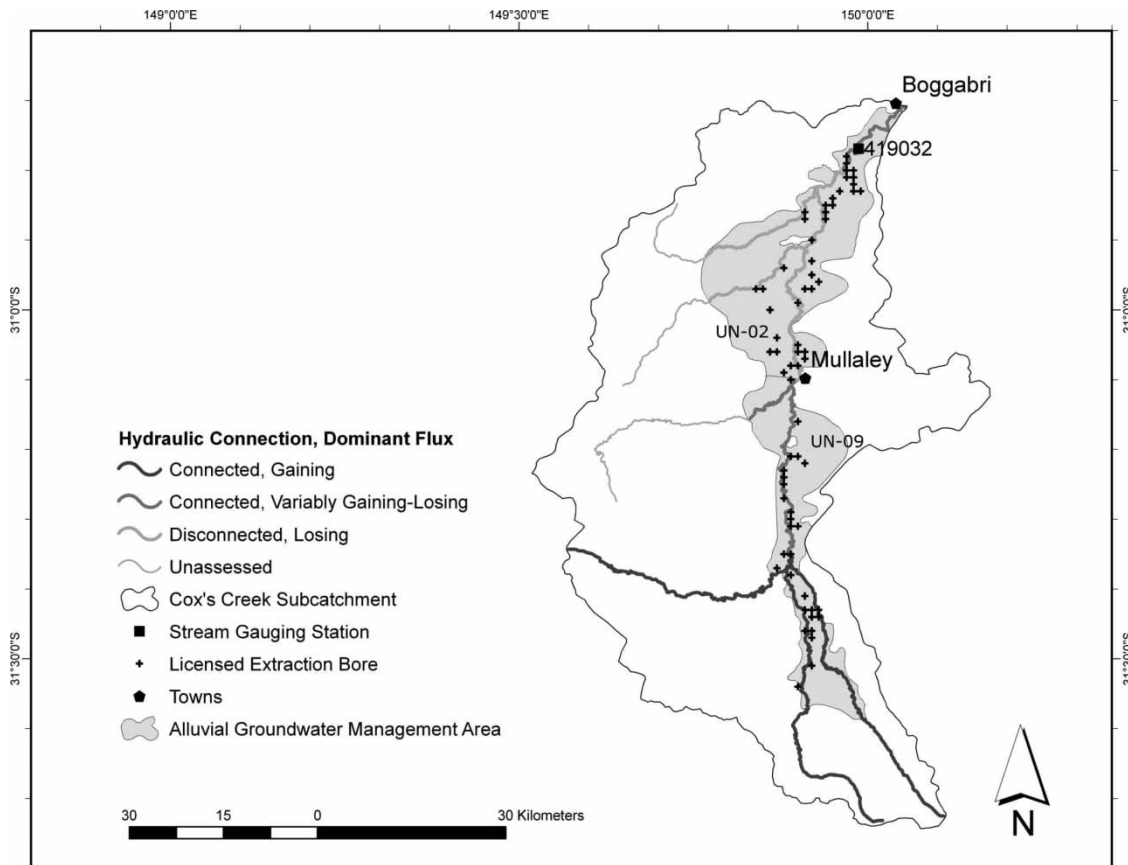 149°0'0"E
149°30'0"E
150°0'0"E
Boggabri
419032
31°0'0"S
31°0'0"S
UN-02
Mullaley
UN-09
Hydraulic Connection, Dominant Flux
Connected, Gaining
Connected, Variably Gaining-Losing
Disconnected, Losing
Unassessed
Cox's Creek Subcatchment
Stream Gauging Station
Licensed Extraction Bore
Towns
Alluvial Groundwater Management Area
31°30'0"S
31°30'0"S
30 15 0 30 Kilometers
N